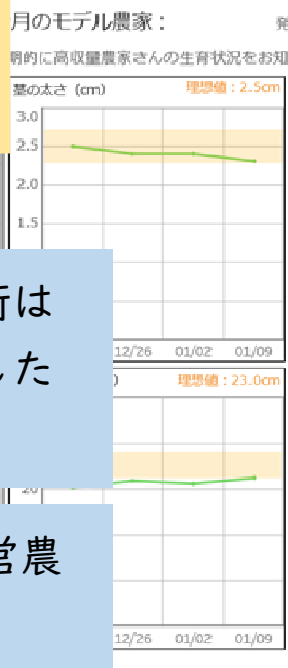 月のモデル農家：
明的に高収量農家さんの生育状況をお知
茎の太さ (cm)
理想値：2.5cm
3.0
2.5
2.0
1.5
12/26 01/02 01/09
は
した
)
理想値：23.0cm
20
営農
12/26 01/02 01/09